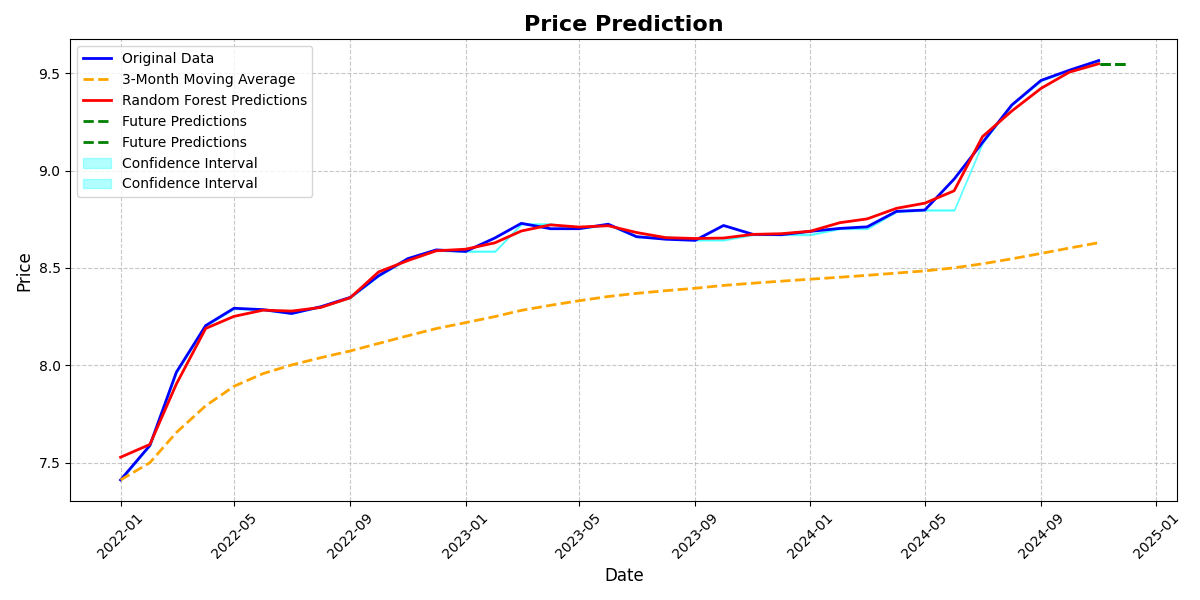 Price Prediction
Original Data
3-Month Moving Average
Random Forest Predictions
Future Predictions
Future Predictions
Confidence Interval
Confidence Interval
9.5
9.0
8.5
8.0
7.5
Price
2022-01
2022-05
2022-09
2023-01
2023-05
2023-09
2024-01
2024-05
2024-09
2025-01
Date